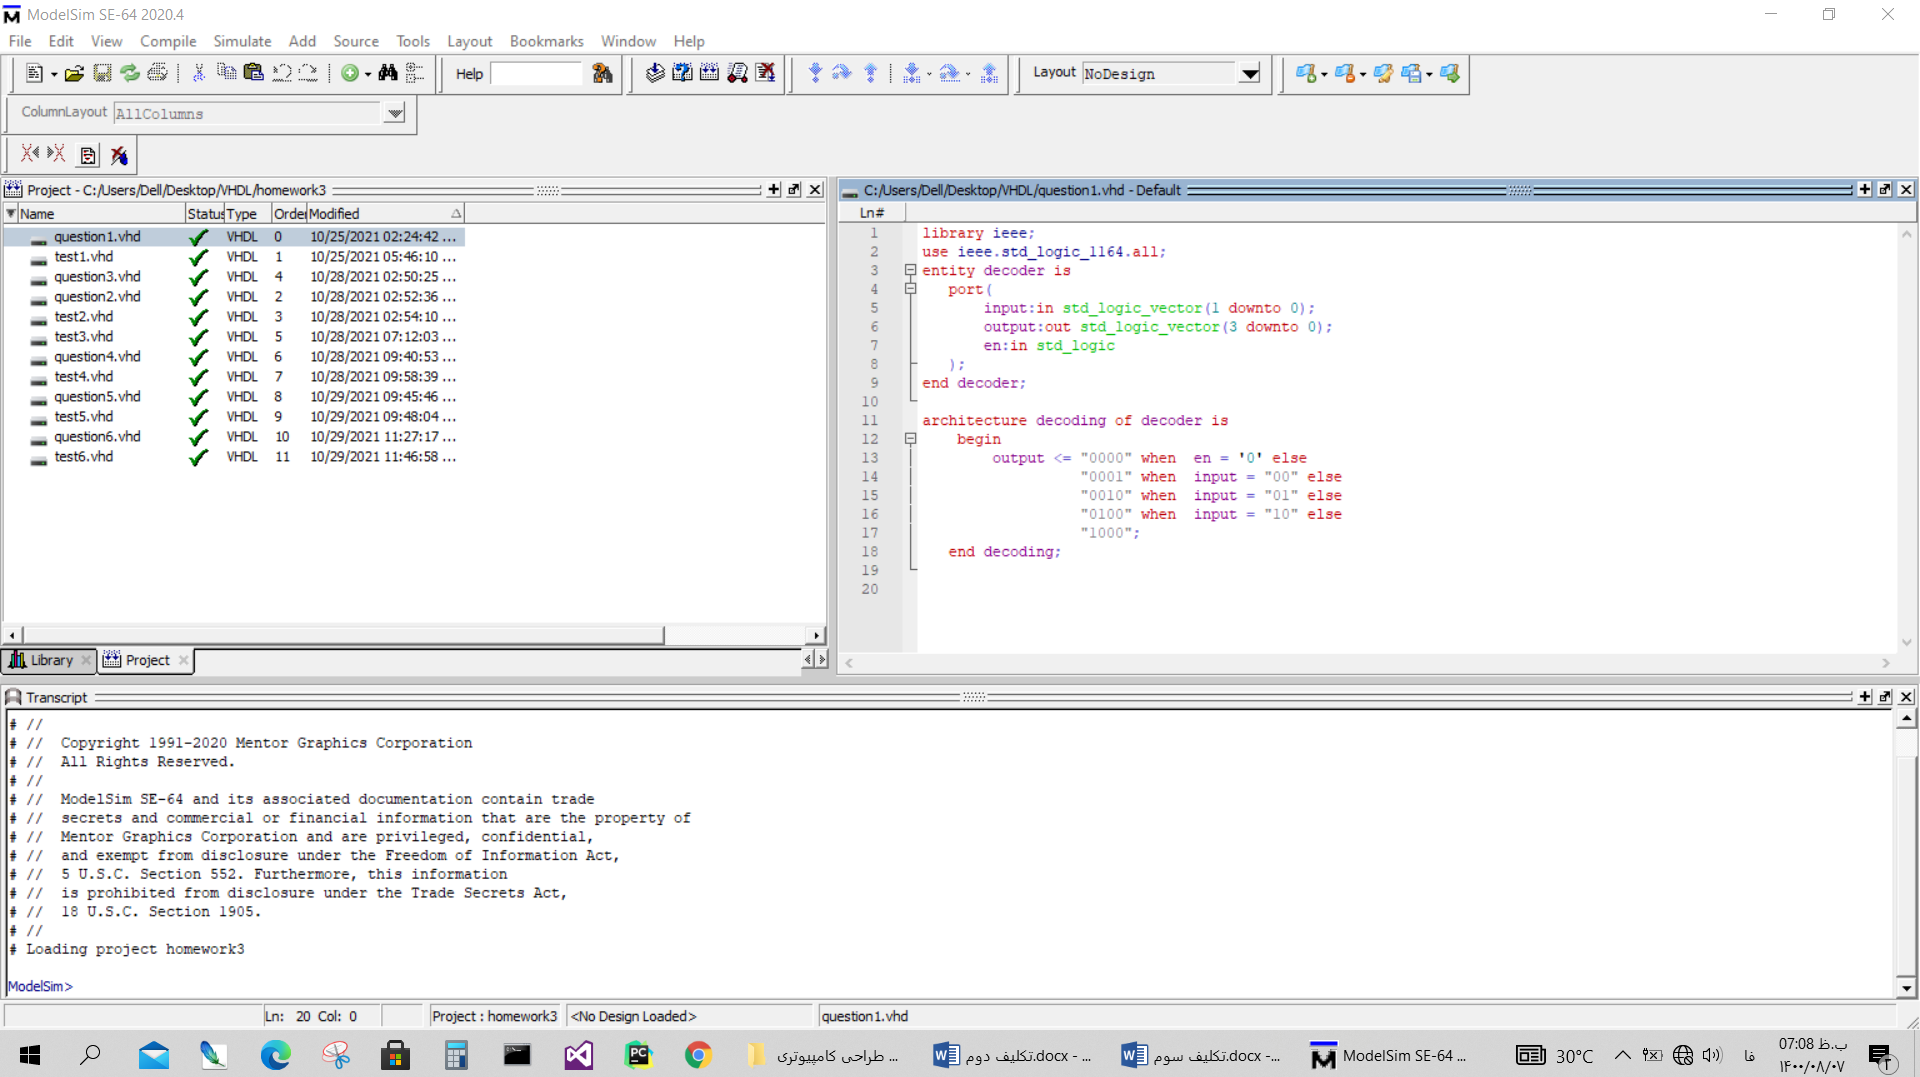 ModelSim SE-64 2020.4
File Edit View Compile Simulate Add Source Tools Layout Bookmarks Window Help
Help
Layout NoDesign
ColumnLayout AllColumns
Project - C:/Users/Dell/Desktop/VHDL/homework3
Name Status Type Order Modified
question1.vhd VHDL 0 10/25/2021 02:24:42 ...
test1.vhd VHDL 1 10/25/2021 05:46:10 ...
question3.vhd VHDL 4 10/28/2021 02:50:25 ...
question2.vhd VHDL 2 10/28/2021 02:52:36 ...
test2.vhd VHDL 3 10/28/2021 02:54:10 ...
test3.vhd VHDL 5 10/28/2021 07:12:03 ...
question4.vhd VHDL 6 10/28/2021 09:40:53 ...
test4.vhd VHDL 7 10/28/2021 09:58:39 ...
question5.vhd VHDL 8 10/29/2021 09:45:46 ...
test5.vhd VHDL 9 10/29/2021 09:48:04 ...
question6.vhd VHDL 10 10/29/2021 11:27:17 ...
test6.vhd VHDL 11 10/29/2021 11:46:58 ...
Library Project
C:/Users/Dell/Desktop/VHDL/question1.vhd - Default
Ln#
1 library ieee;
2 use ieee.std_logic_1164.all;
3 entity decoder is
4 port(
5 input:in std_logic_vector(1 downto 0);
6 output:out std_logic_vector(3 downto 0);
7 en:in std_logic
8 );
9 end decoder;
10
11 architecture decoding of decoder is
12 begin
13 output <= "0000" when en = '0' else
14 "0001" when input = "00" else
15 "0010" when input = "01" else
16 "0100" when input = "10" else
17 "1000";
18 end decoding;
19
20
Transcript
# //
# // Copyright 1991-2020 Mentor Graphics Corporation
# // All Rights Reserved.
# //
# // ModelSim SE-64 and its associated documentation contain trade
# // secrets and commercial or financial information that are the property of
# // Mentor Graphics Corporation and are privileged, confidential,
# // and exempt from disclosure under the Freedom of Information Act,
# // 5 U.S.C. Section 552. Furthermore, this information
# // is prohibited from disclosure under the Trade Secrets Act,
# // 18 U.S.C. Section 1905.
# //
# Loading project homework3
ModelSim>
Ln: 20 Col: 0 Project : homework3 <No Design Loaded> question1.vhd
طراحی کامپیوتری ...
تکلیف دوم.docx - ...
تکلیف سوم.docx -...
ModelSim SE-64 ...
30°C
فا
07:08 ب.ظ
۱۴۰۰/۰۸/۰۷